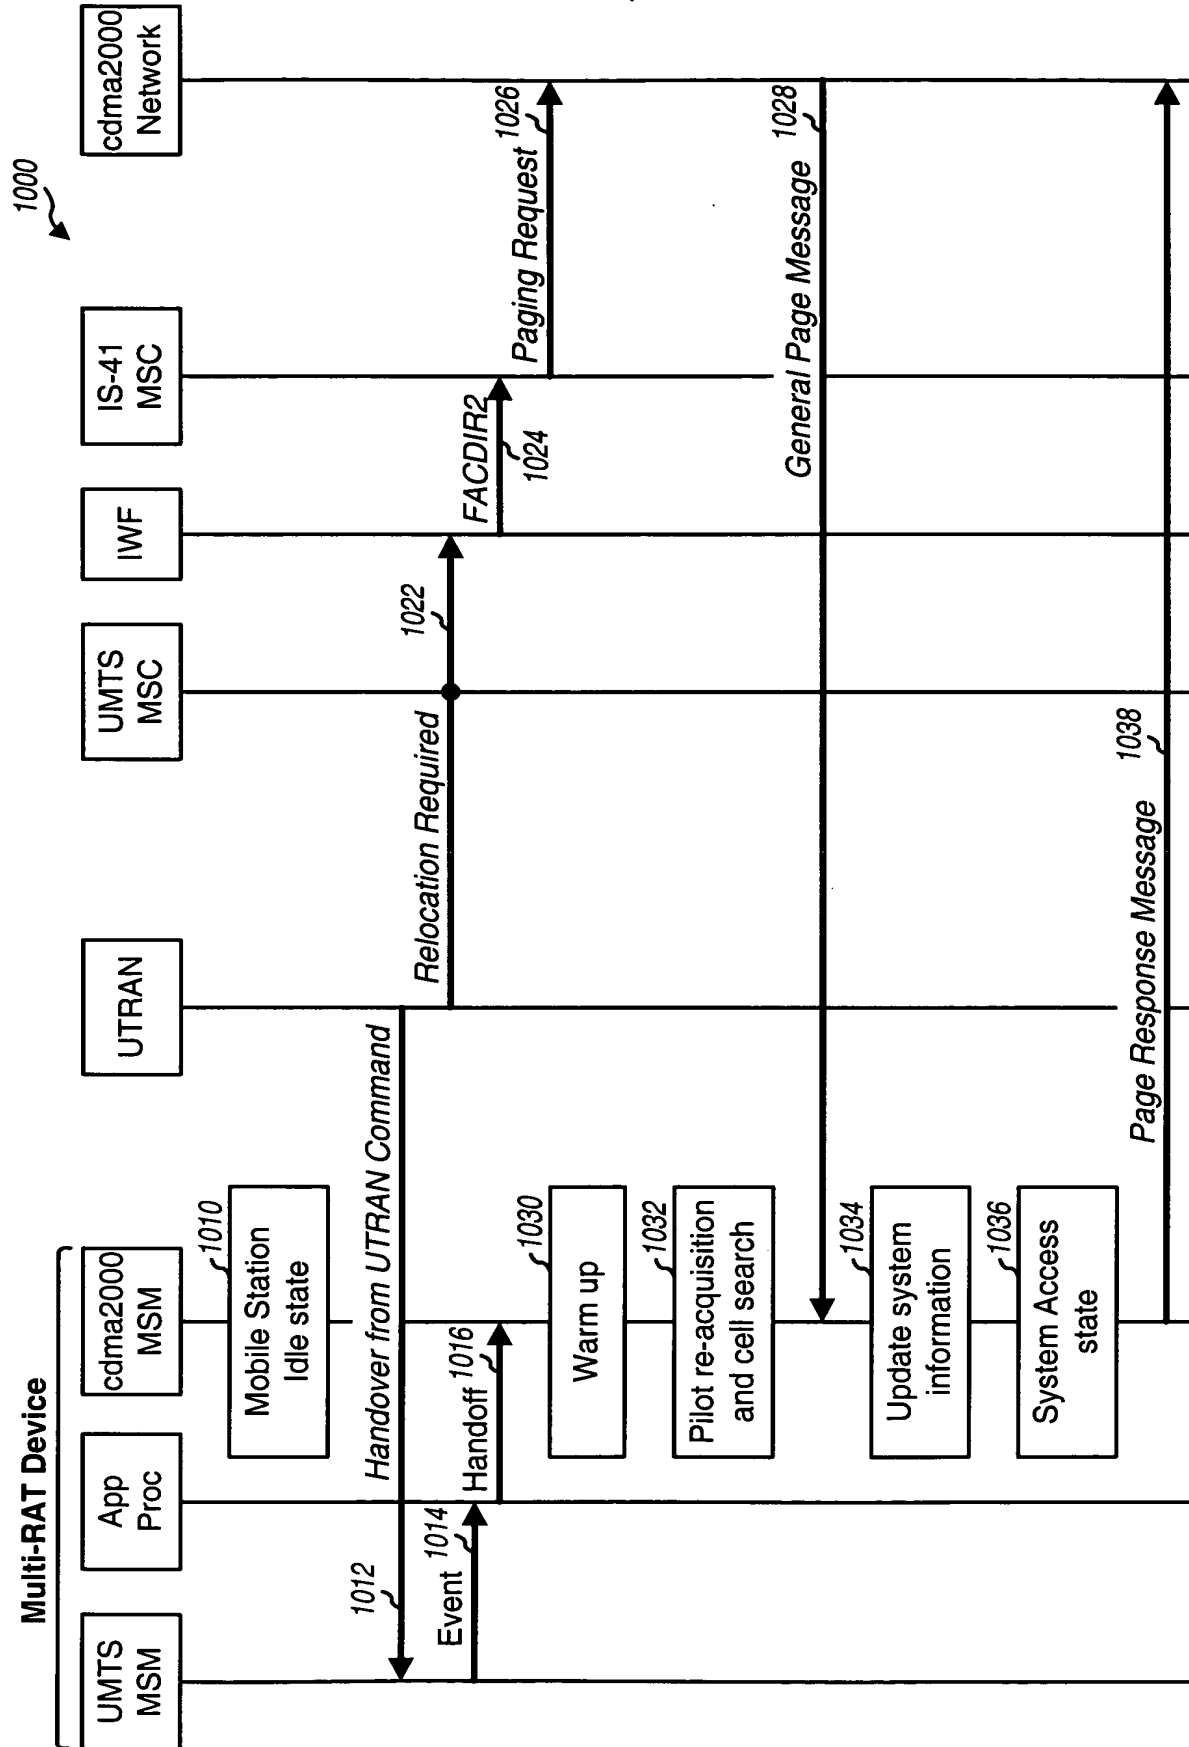 1000
Multi-RAT Device
UMTS
MSM
App
Proc
cdma2000
MSM
UTRAN
UMTS
MSC
IWF
IS-41
MSC
cdma2000
Network
1010
Mobile Station
Idle state
1012
Handover from UTRAN Command
Relocation Required
1022
Event
1014
Handoff
1016
FACDIR2
1024
Paging Request
1026
1030
Warm up
1032
Pilot re-acquisition
and cell search
General Page Message
1028
1034
Update system
information
1036
System Access
state
Page Response Message
1038